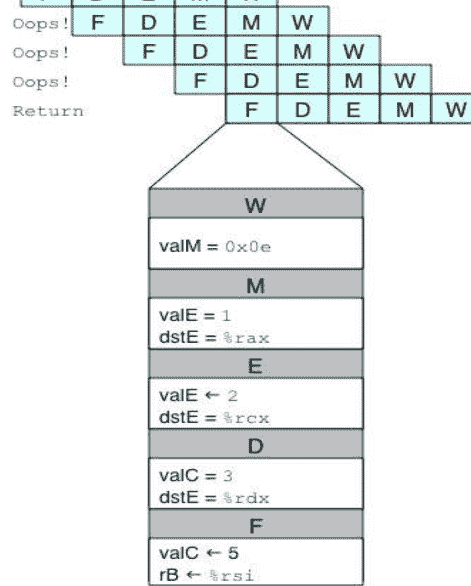 Oops! F D E M W
Oops! F D E M W
Oops! F D E M W
Return F D E M W
W
valM = 0x0e
M
valE = 1
dstE = %rax
E
valE ← 2
dstE = %rcx
D
valC = 3
dstE = %rdx
F
valC ← 5
rB ← %rsi